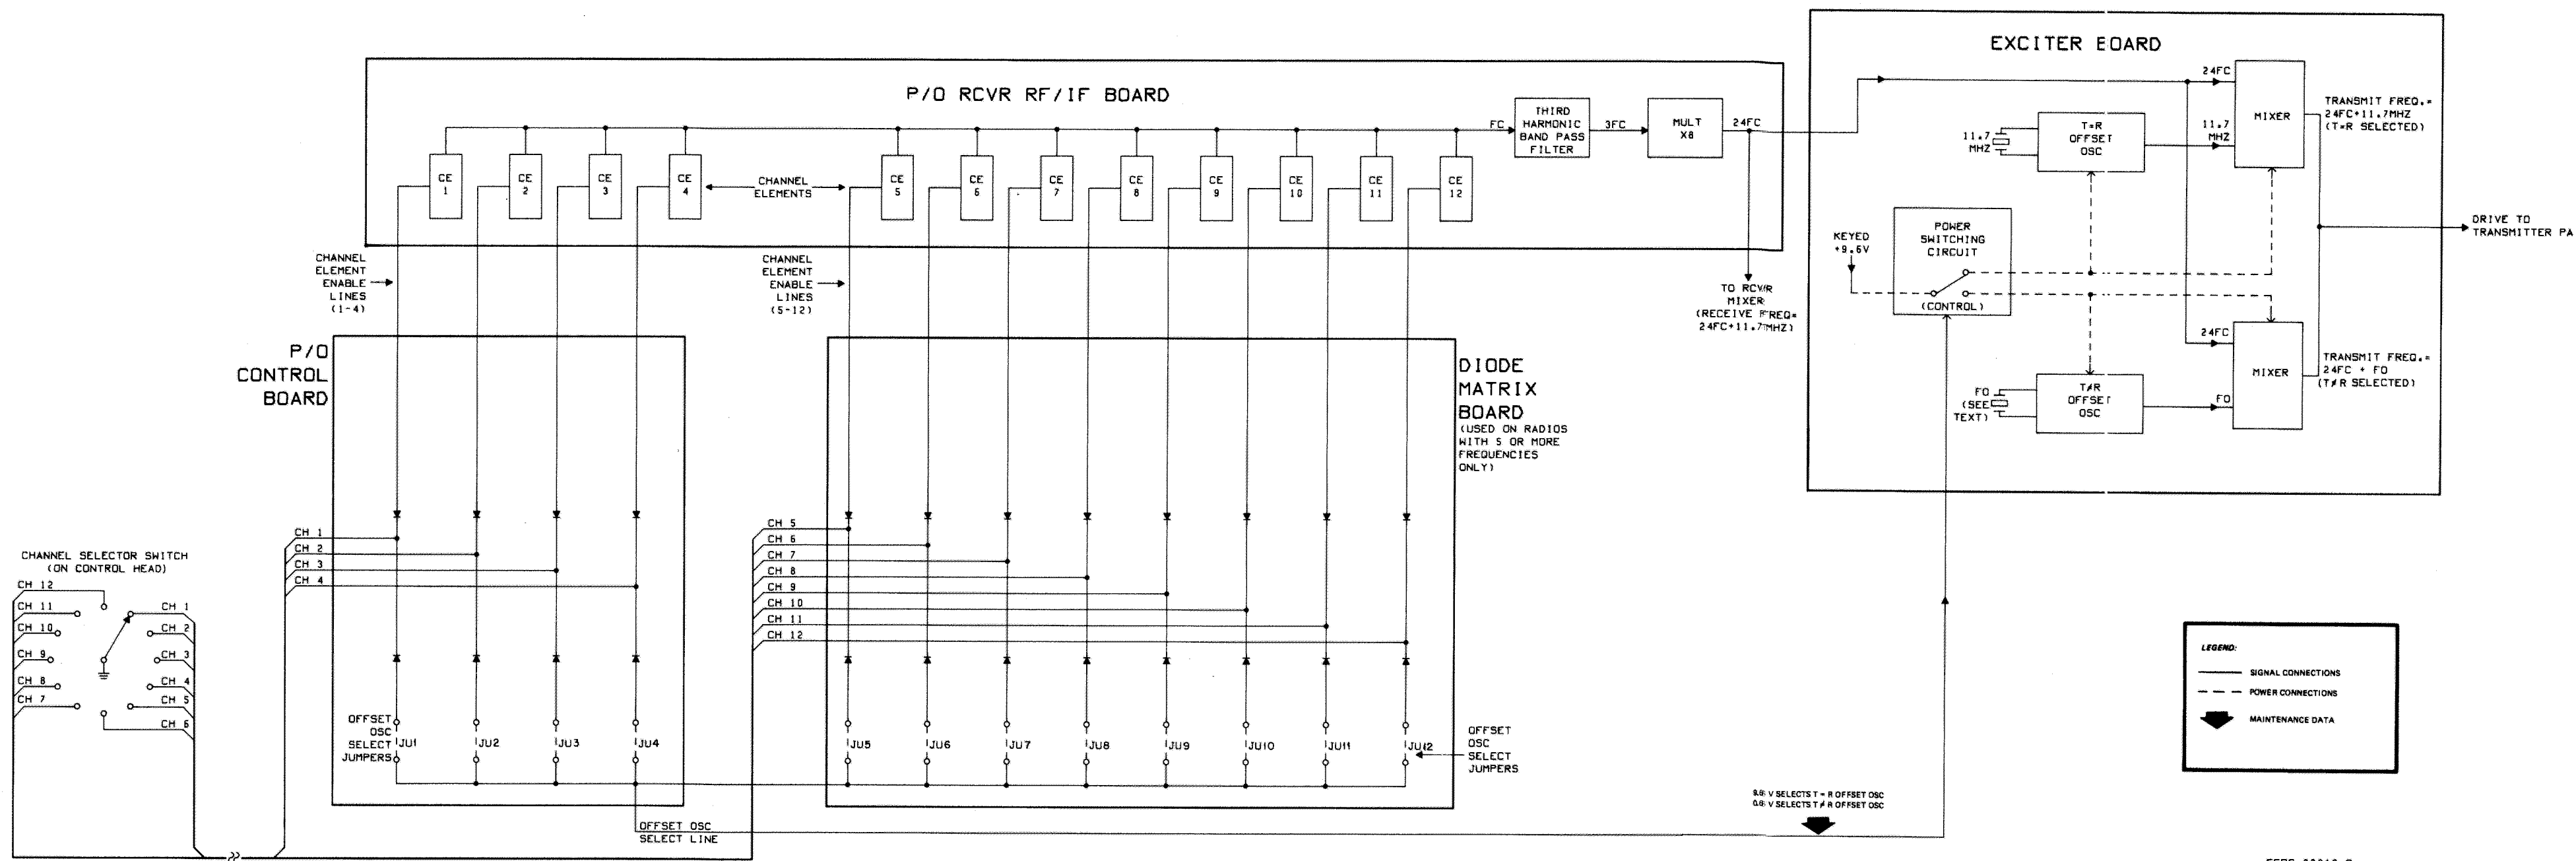 EXCITER BOARD
P/O RCVR RF/IF BOARD
CE
1
CE
2
CE
3
CE
4
CHANNEL
ELEMENTS
CE
5
CE
6
CE
7
CE
8
CE
9
CE
10
CE
11
CE
12
FC
THIRD
HARMONIC
BAND PASS
FILTER
3FC
MULT
X8
24FC
24FC
MIXER
TRANSMIT FREQ.=
24FC+11.7MHZ
(T=R SELECTED)
11.7
MHZ
T=R
OFFSET
OSC
11.7
MHZ
POWER
SWITCHING
CIRCUIT
(CONTROL)
KEYED
+9.6V
DRIVE TO
TRANSMITTER PA
24FC
MIXER
TRANSMIT FREQ.=
24FC + FO
(T≠R SELECTED)
FO
(SEE
TEXT)
T≠R
OFFSET
OSC
FO
CHANNEL
ELEMENT
ENABLE
LINES
(1-4)
CHANNEL
ELEMENT
ENABLE
LINES
(5-12)
TO RCVR
MIXER
(RECEIVE FREQ=
24FC+11.7MHZ)
P/O
CONTROL
BOARD
DIODE
MATRIX
BOARD
(USED ON RADIOS
WITH 5 OR MORE
FREQUENCIES
ONLY)
CH 1
CH 2
CH 3
CH 4
CH 5
CH 6
CH 7
CH 8
CH 9
CH 10
CH 11
CH 12
CHANNEL SELECTOR SWITCH
(ON CONTROL HEAD)
CH 12
CH 11
CH 10
CH 9
CH 8
CH 7
CH 1
CH 2
CH 3
CH 4
CH 5
CH 6
OFFSET
OSC
SELECT
JUMPERS
JU1
JU2
JU3
JU4
JU5
JU6
JU7
JU8
JU9
JU10
JU11
JU12
OFFSET
OSC
SELECT
JUMPERS
OFFSET OSC
SELECT LINE
9.6 V SELECTS T = R OFFSET OSC
0.6 V SELECTS T ≠ R OFFSET OSC
LEGEND:
SIGNAL CONNECTIONS
POWER CONNECTIONS
MAINTENANCE DATA